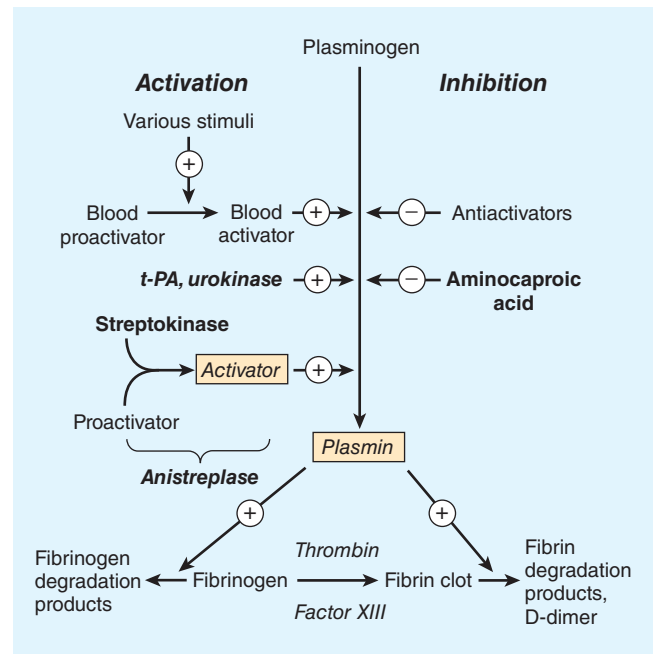 Plasminogen
Activation
Inhibition
Various stimuli
+
Blood
proactivator
Blood
activator
+
−
Antiactivators
t-PA, urokinase
+
−
Aminocaproic
acid
Streptokinase
Activator
+
Proactivator
Anistreplase
Plasmin
+
+
Fibrinogen
degradation
products
Fibrinogen
Thrombin
Factor XIII
Fibrin clot
Fibrin
degradation
products,
D-dimer